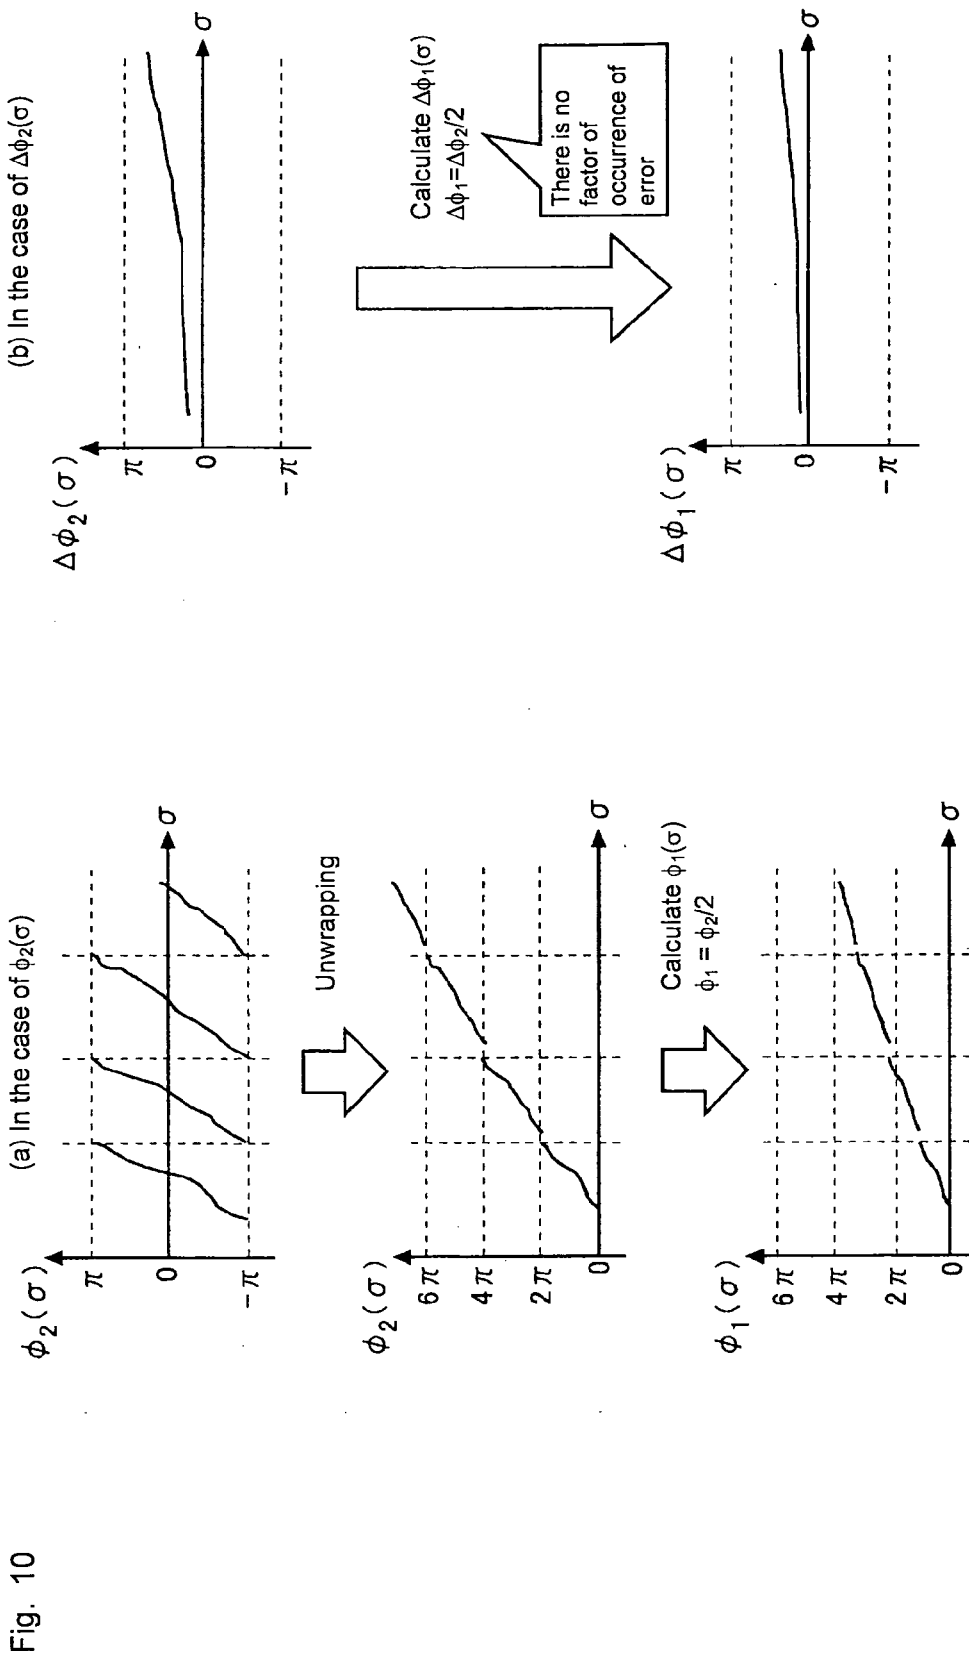 Fig. 10
(a) In the case of ϕ2(σ)
ϕ2(σ)
π
0
-π
σ
Unwrapping
ϕ2(σ)
6π
4π
2π
0
σ
Calculate ϕ1(σ)
ϕ1 = ϕ2/2
ϕ1(σ)
6π
4π
2π
0
σ
(b) In the case of Δϕ2(σ)
Δϕ2(σ)
π
0
-π
σ
Calculate Δϕ1(σ)
Δϕ1=Δϕ2/2
There is no
factor of
occurrence of
error
Δϕ1(σ)
π
0
-π
σ